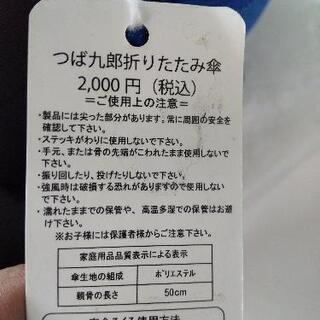 つば九郎折りたたみ傘
2,000円（税込）
＝ご使用上の注意＝
・製品には尖った部分があります。常に周囲の安全を
確認して下さい。
・ステッキがわりに使用しないで下さい。
・手元、または骨の先端がこわれたまま使用しないで
下さい。
・振り回したり、投げたりしないで下さい。
・強風時は破損する恐れがありますので使用しない
で下さい。
・濡れたままでの保管や、高温多湿での保管はお避
け下さい。
※お子様には保護者様からご注意下さい。
家庭用品品質表示による表示
傘生地の組成 ポリエステル
親骨の長さ 50cm